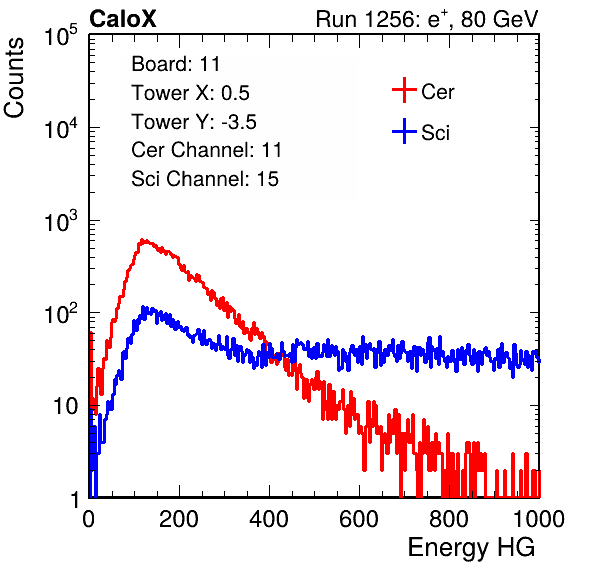 CaloX Run 1256: e⁺, 80 GeV
Counts
Board: 11
Tower X: 0.5
Tower Y: -3.5
Cer Channel: 11
Sci Channel: 15
Cer
Sci
10⁵
10⁴
10³
10²
10
1
0 200 400 600 800 1000
Energy HG